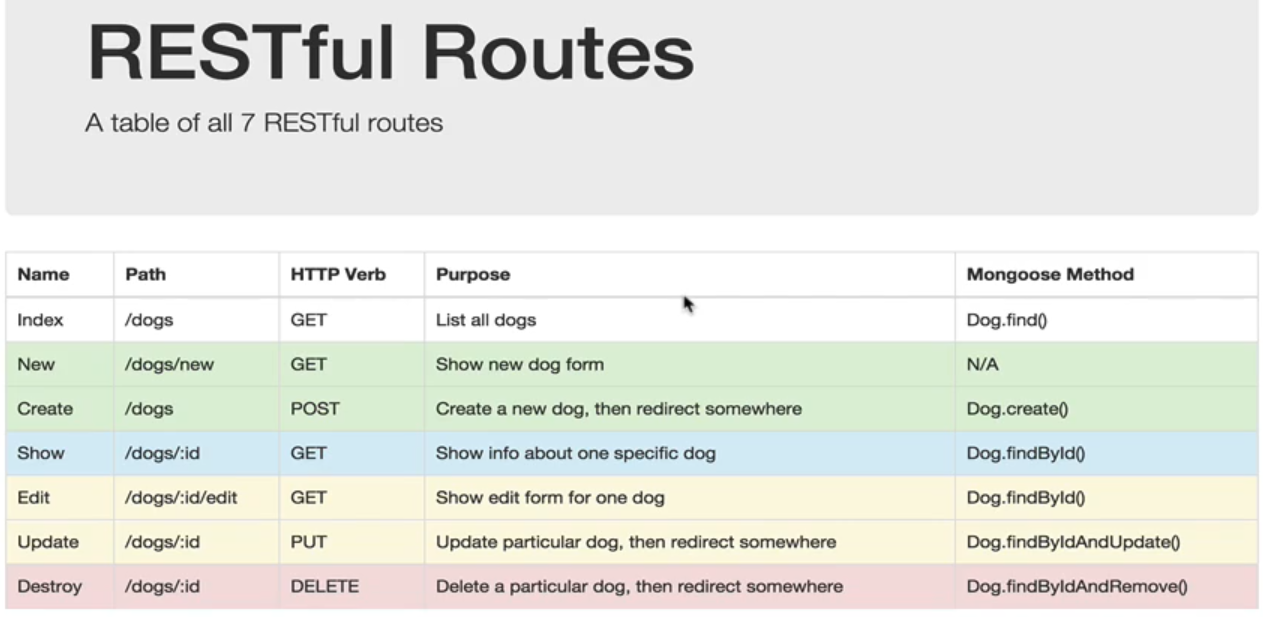 RESTful Routes
A table of all 7 RESTful routes
Name Path HTTP Verb Purpose Mongoose Method
Index /dogs GET List all dogs Dog.find()
New /dogs/new GET Show new dog form N/A
Create /dogs POST Create a new dog, then redirect somewhere Dog.create()
Show /dogs/:id GET Show info about one specific dog Dog.findById()
Edit /dogs/:id/edit GET Show edit form for one dog Dog.findById()
Update /dogs/:id PUT Update particular dog, then redirect somewhere Dog.findByIdAndUpdate()
Destroy /dogs/:id DELETE Delete a particular dog, then redirect somewhere Dog.findByIdAndRemove()